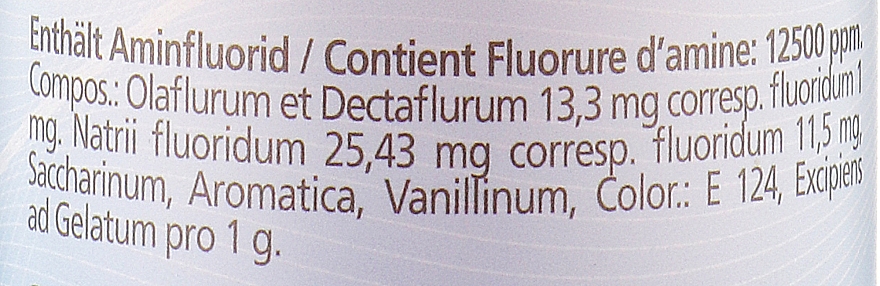 Enthält Aminfluorid / Contient Fluorure d'amine: 12500 ppm.
Compos.: Olaflurum et Dectaflurum 13,3 mg corresp. fluoridum 1
mg. Natrii fluoridum 25,43 mg corresp. fluoridum 11,5 mg,
Saccharinum, Aromatica, Vanillinum, Color.: E 124, Excipiens
ad Gelatum pro 1 g.